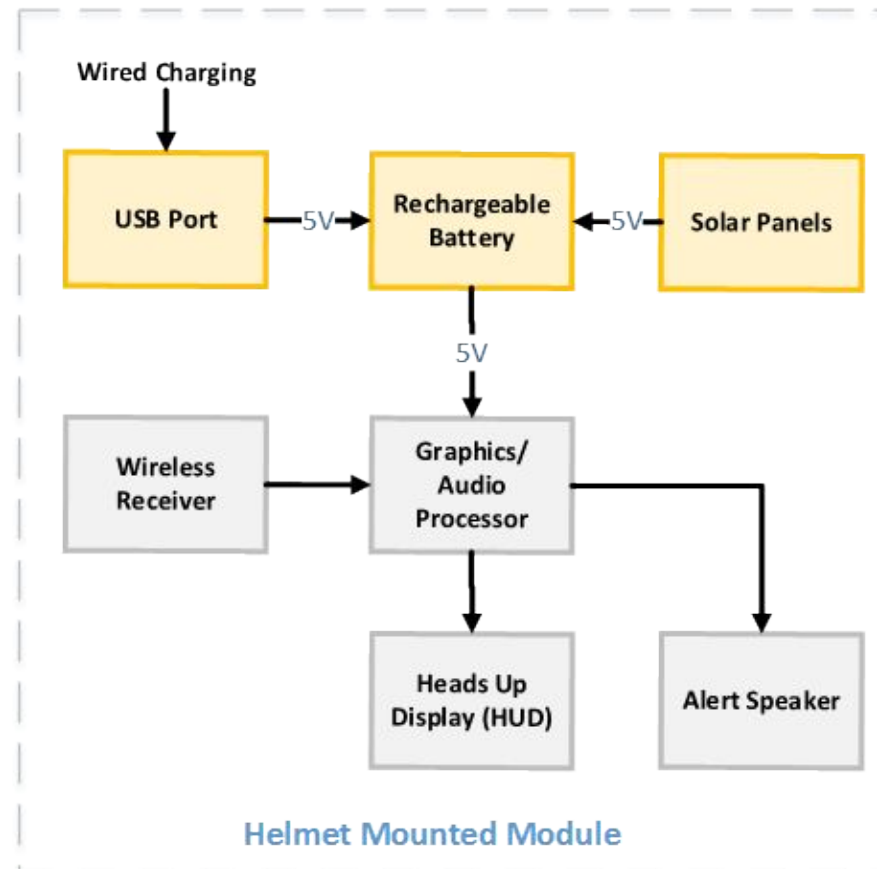 Wired Charging
USB Port
5V
Rechargeable
Battery
5V
Solar Panels
5V
Wireless
Receiver
Graphics/
Audio
Processor
Heads Up
Display (HUD)
Alert Speaker
Helmet Mounted Module